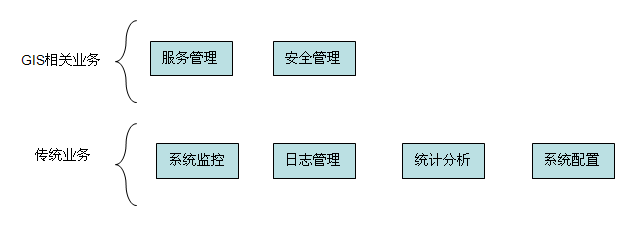 GIS相关业务
服务管理
安全管理
传统业务
系统监控
日志管理
统计分析
系统配置